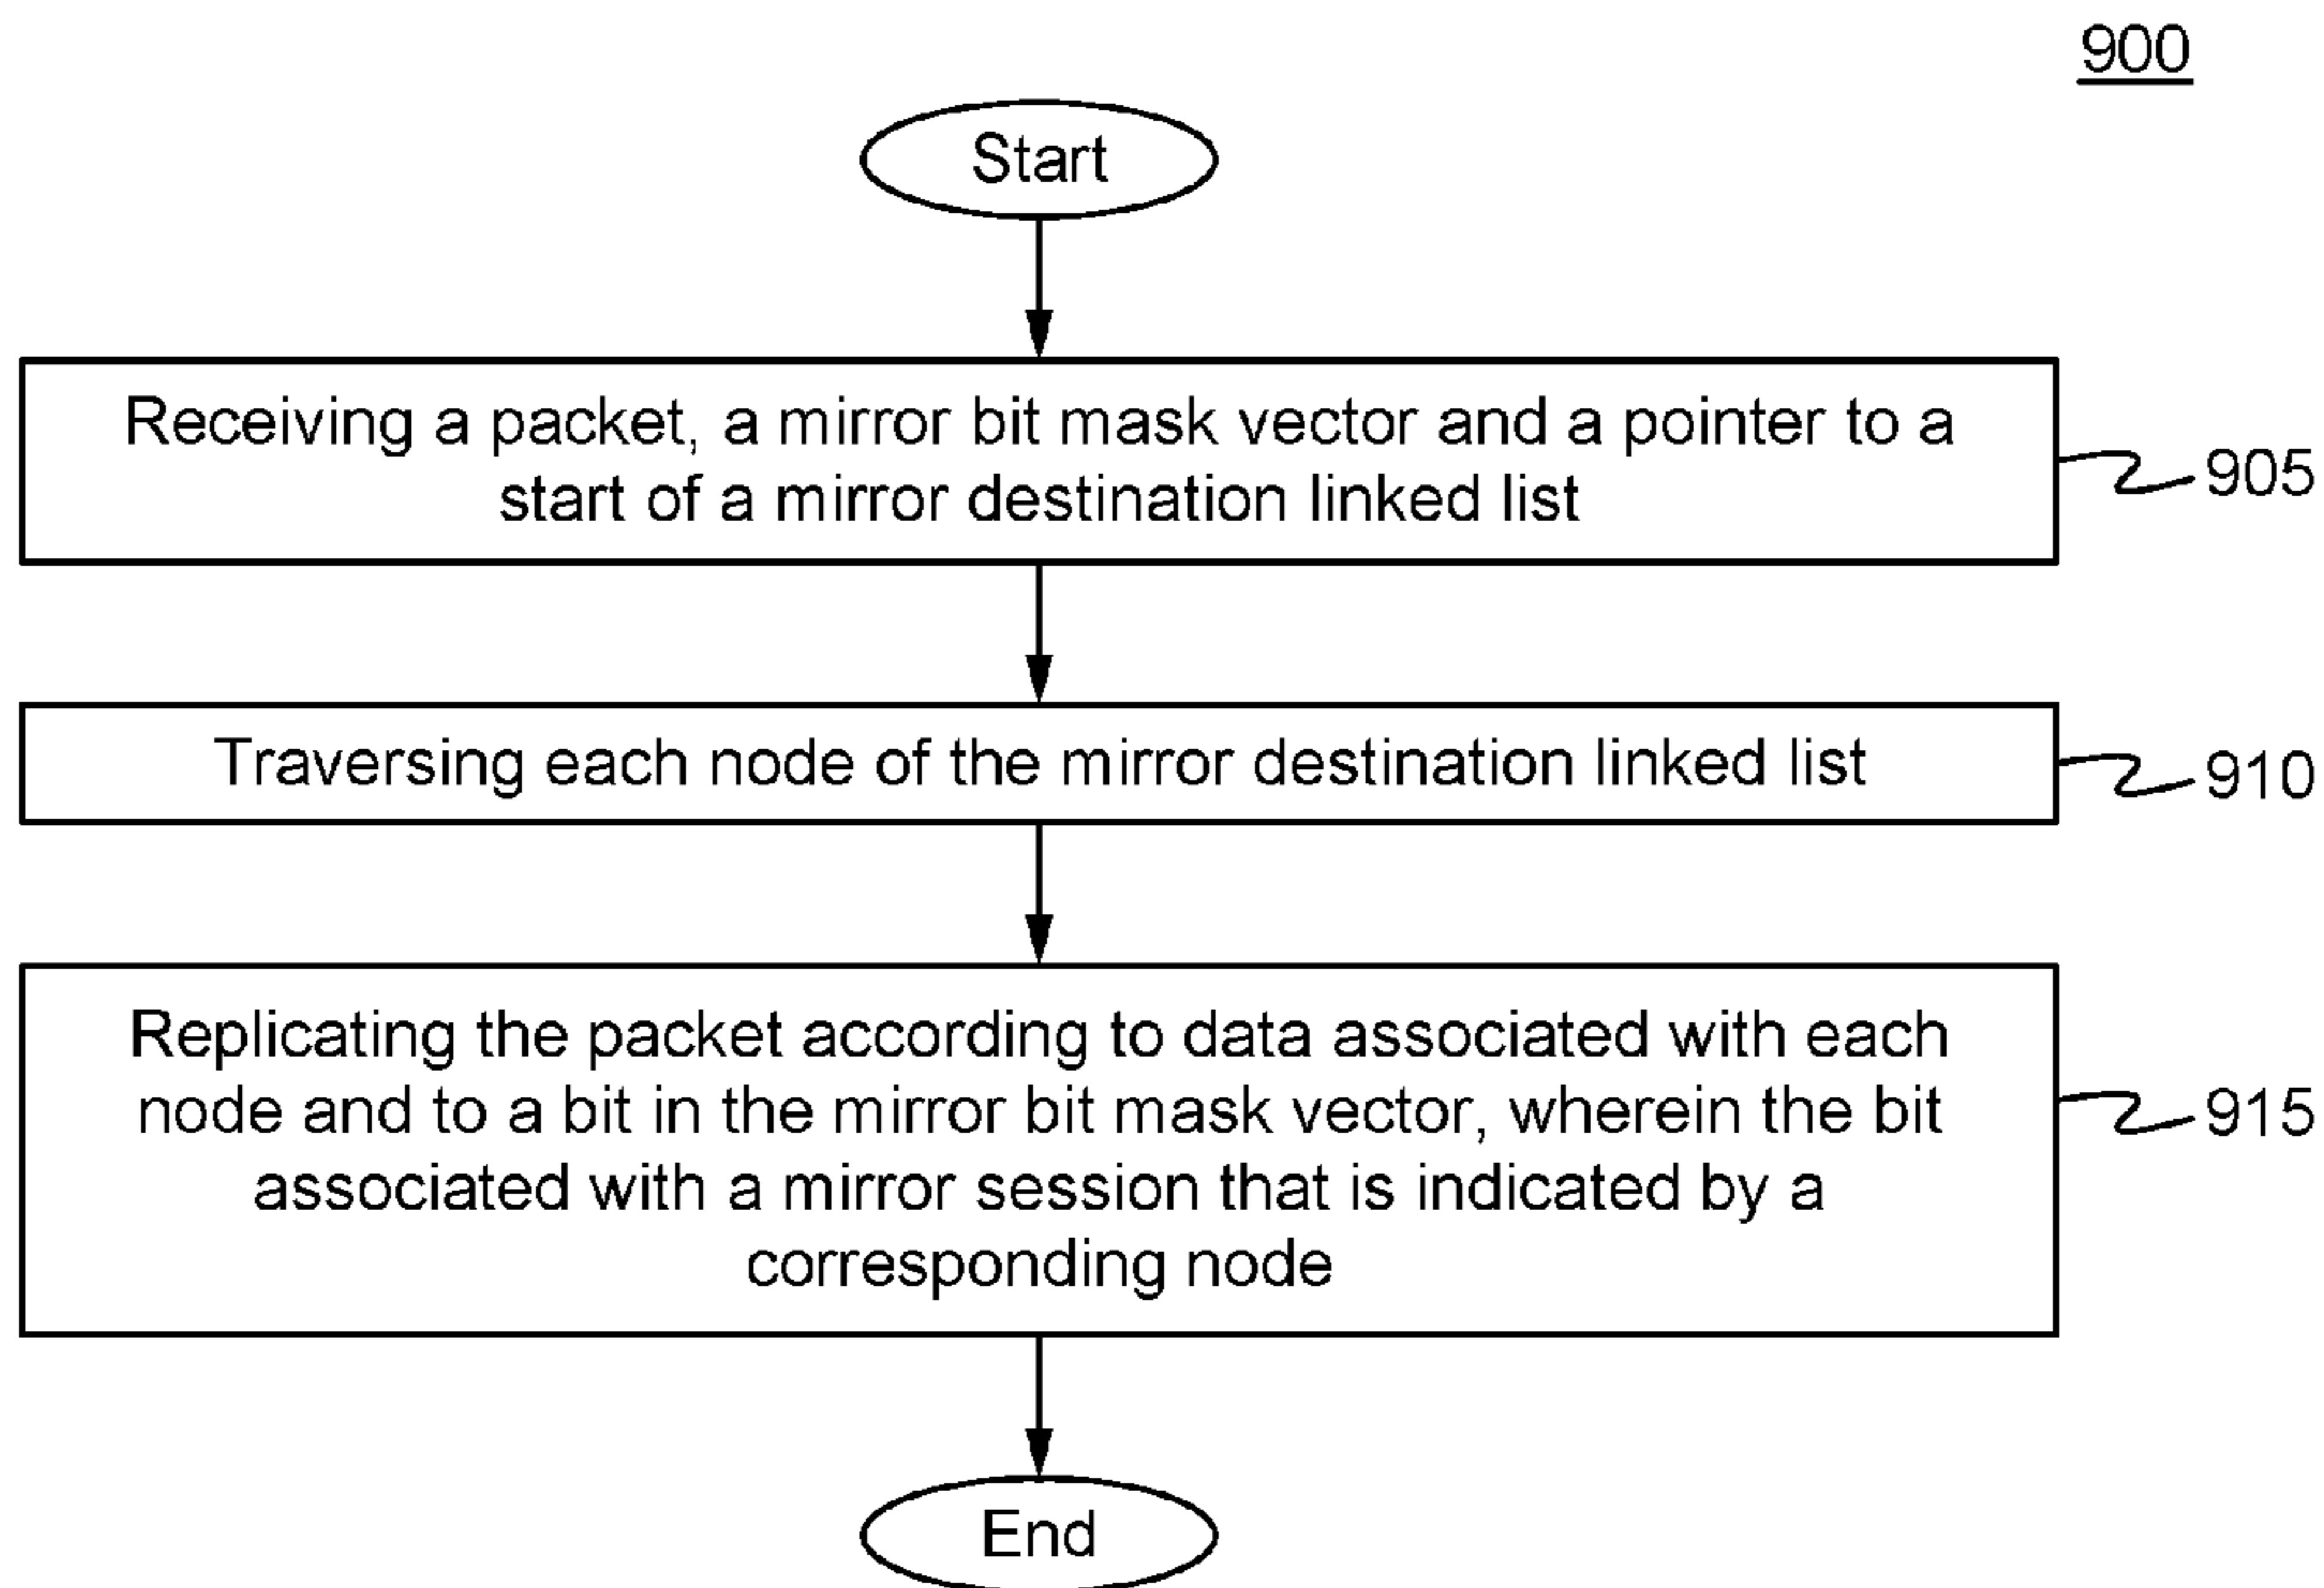 900
Start
Receiving a packet, a mirror bit mask vector and a pointer to a
start of a mirror destination linked list
905
Traversing each node of the mirror destination linked list
910
Replicating the packet according to data associated with each
node and to a bit in the mirror bit mask vector, wherein the bit
associated with a mirror session that is indicated by a
corresponding node
915
End